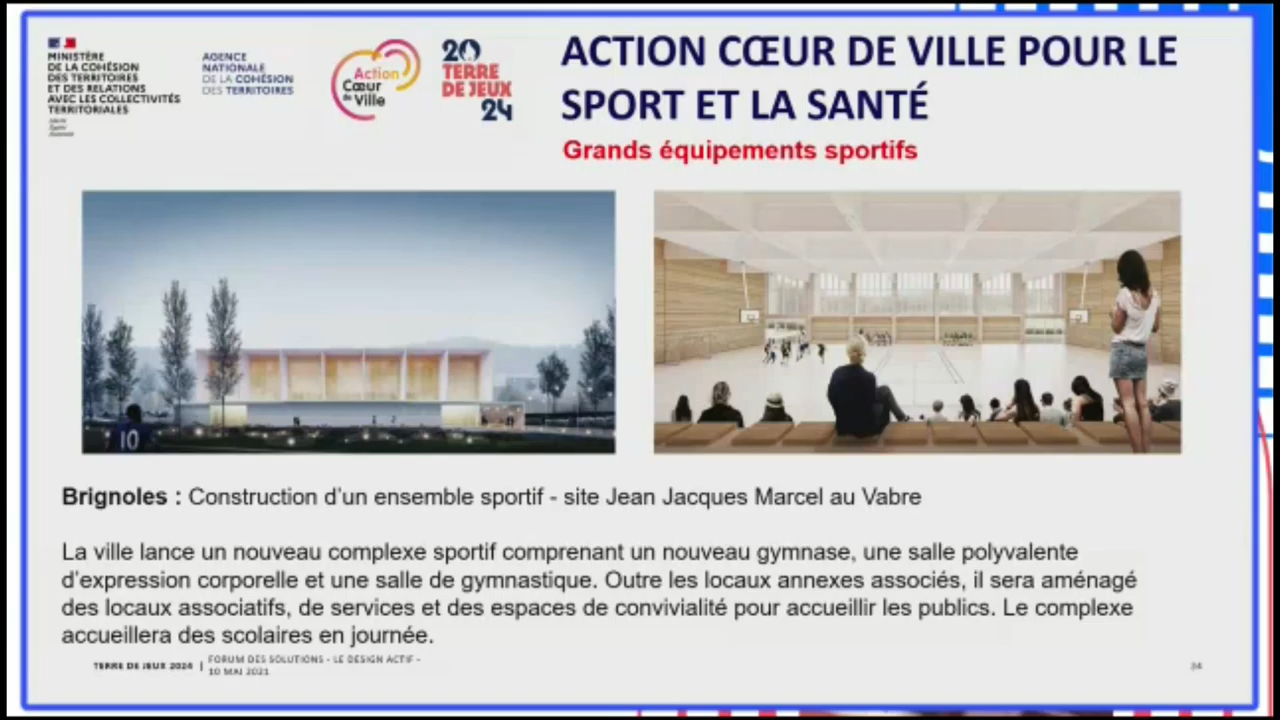 MINISTÈRE
DE LA COHÉSION
DES TERRITOIRES
ET DES RELATIONS
AVEC LES COLLECTIVITÉS
TERRITORIALES
AGENCE
NATIONALE
DE LA COHÉSION
DES TERRITOIRES
Action
Cœur
de Ville
20
TERRE
DE JEUX
24
ACTION CŒUR DE VILLE POUR LE
SPORT ET LA SANTÉ
Grands équipements sportifs
10
Brignoles : Construction d'un ensemble sportif - site Jean Jacques Marcel au Vabre
La ville lance un nouveau complexe sportif comprenant un nouveau gymnase, une salle polyvalente
d'expression corporelle et une salle de gymnastique. Outre les locaux annexes associés, il sera aménagé
des locaux associatifs, de services et des espaces de convivialité pour accueillir les publics. Le complexe
accueillera des scolaires en journée.
TERRE DE JEUX 2024 | FORUM DES SOLUTIONS - LE DESIGN ACTIF -
10 MAI 2021
34